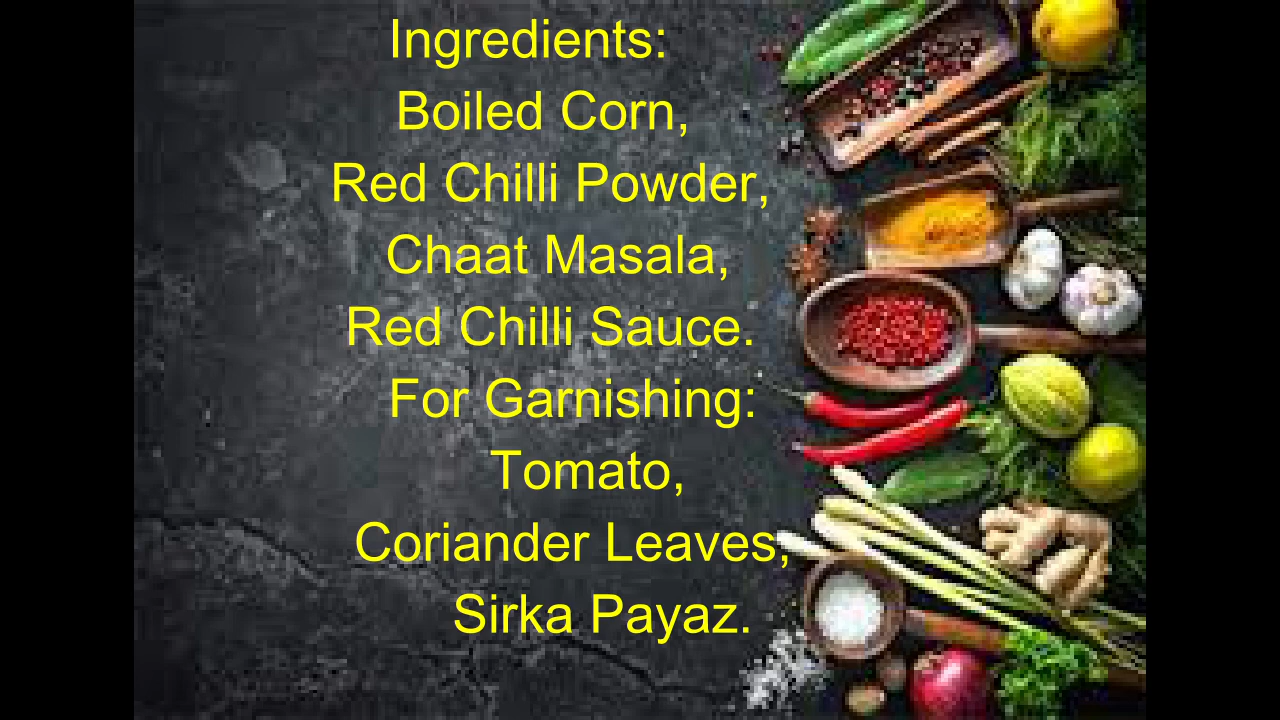 Ingredients:
Boiled Corn,
Red Chilli Powder,
Chaat Masala,
Red Chilli Sauce.
For Garnishing:
Tomato,
Coriander Leaves,
Sirka Payaz.